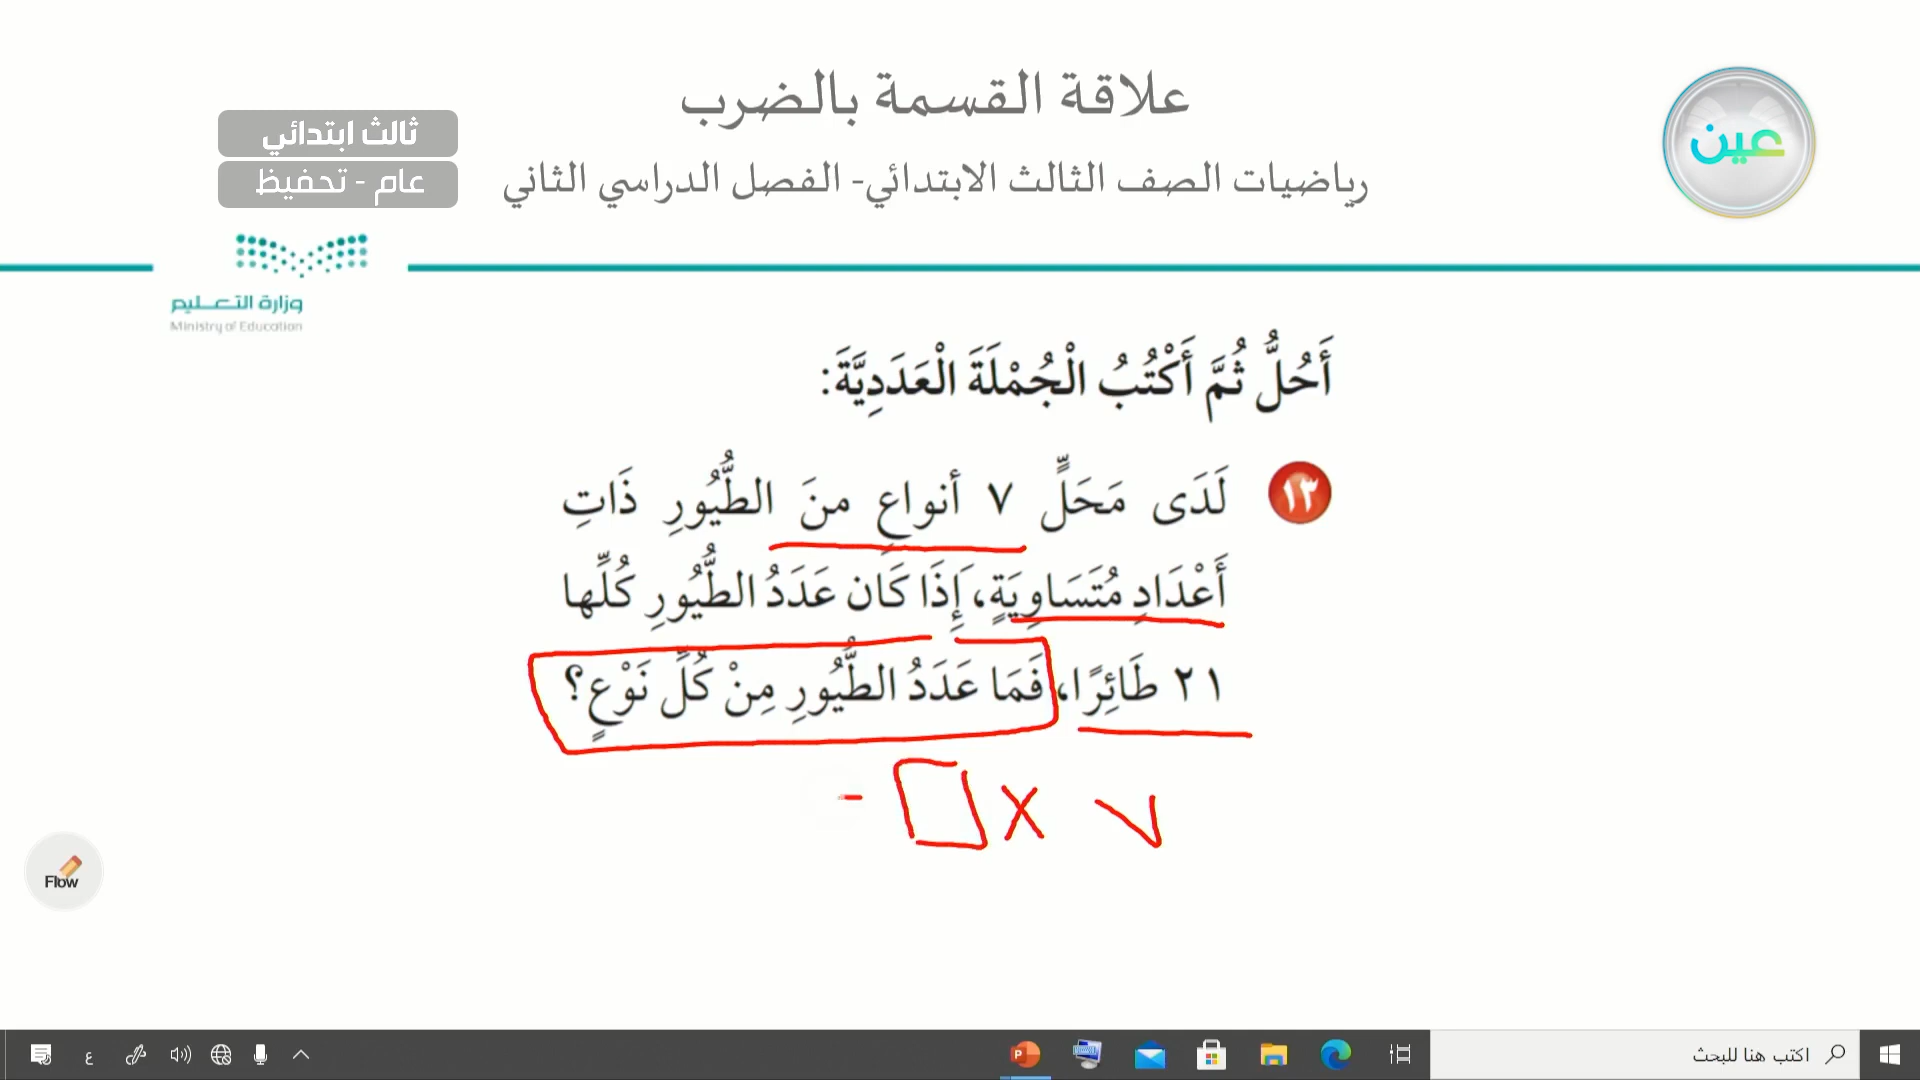 علاقة القسمة بالضرب
رياضيات الصف الثالث الابتدائي- الفصل الدراسي الثاني
ثالث ابتدائي
عام - تحفيظ
عين
وزارة التعليم
Ministry of Education
أَحُلُّ ثُمَّ أَكْتُبُ الْجُمْلَةَ الْعَدَدِيَّةَ:
١٣ لَدَى مَحَلٍّ ٧ أنواعٍ منَ الطُّيُورِ ذَاتِ
أَعْدَادٍ مُتَسَاوِيَةٍ، إِذَا كَان عَدَدُ الطُّيُورِ كُلِّها
٢١ طَائِرًا، فَمَا عَدَدُ الطُّيُورِ مِنْ كُلِّ نَوْعٍ؟
٧ × □ -
Flow
اكتب هنا للبحث
ع